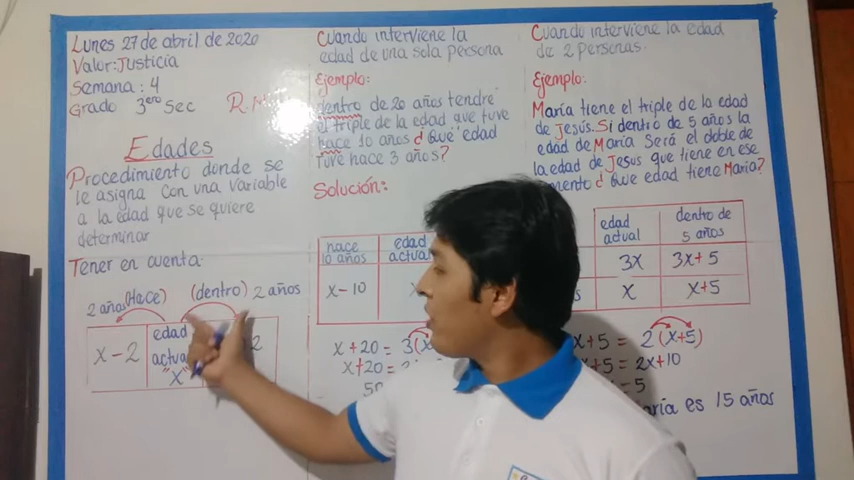 Lunes 27 de abril de 2020
Valor: Justicia
Semana: 4
Grado 3ero Sec
R.M
Edades
Procedimiento donde se
le asigna con una variable
a la edad que se quiere
determinar
Tener en cuenta
2 años (Hace) (dentro) 2 años
x-2
edad
actual
"x"
2
Cuando interviene la
edad de una sola persona
Ejemplo:
dentro de 20 años tendré
el triple de la edad que tuve
hace 10 años ¿Qué edad
tuve hace 3 años?
Solución:
hace
10 años
edad
actual
x-10
x+20 = 3(x
x+20 =
50
Cuando interviene la edad
de 2 personas.
Ejemplo:
María tiene el triple de la edad
de Jesús. Si dentro de 5 años la
edad de María será el doble de
la edad de Jesus que tiene en ese
¿Que edad tiene Maria?
edad
actual
dentro de
5 años
3x 3x+5
x x+5
x+5 = 2(x+5)
+5 = 2x+10
-5
es 15 años